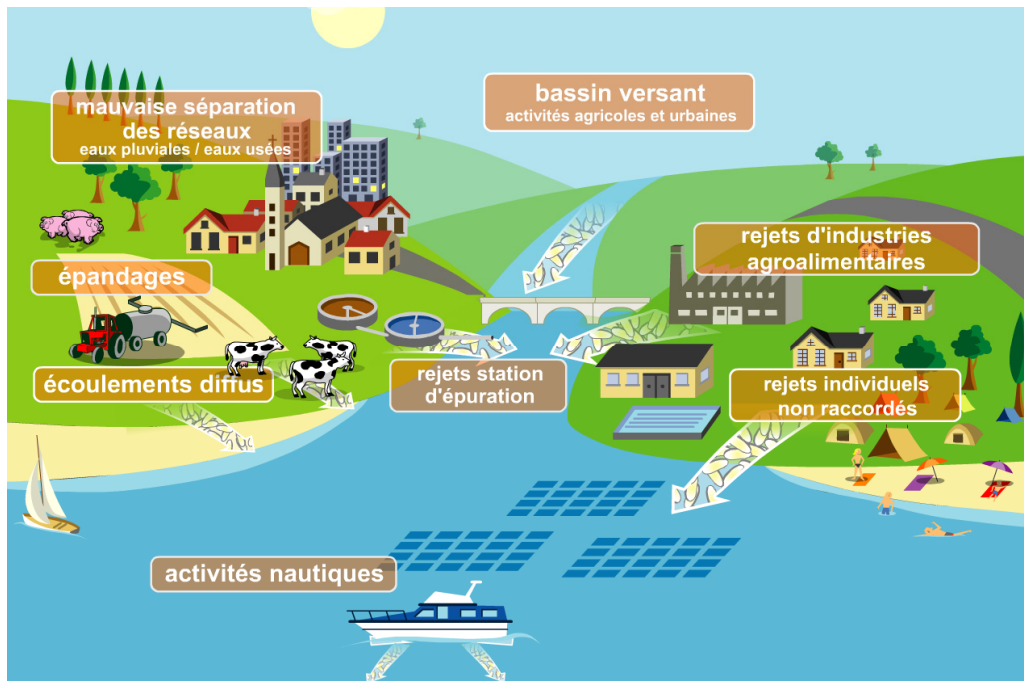 mauvaise séparation
des réseaux
eaux pluviales / eaux usées
bassin versant
activités agricoles et urbaines
rejets d'industries
agroalimentaires
épandages
écoulements diffus
rejets station
d'épuration
rejets individuels
non raccordés
activités nautiques